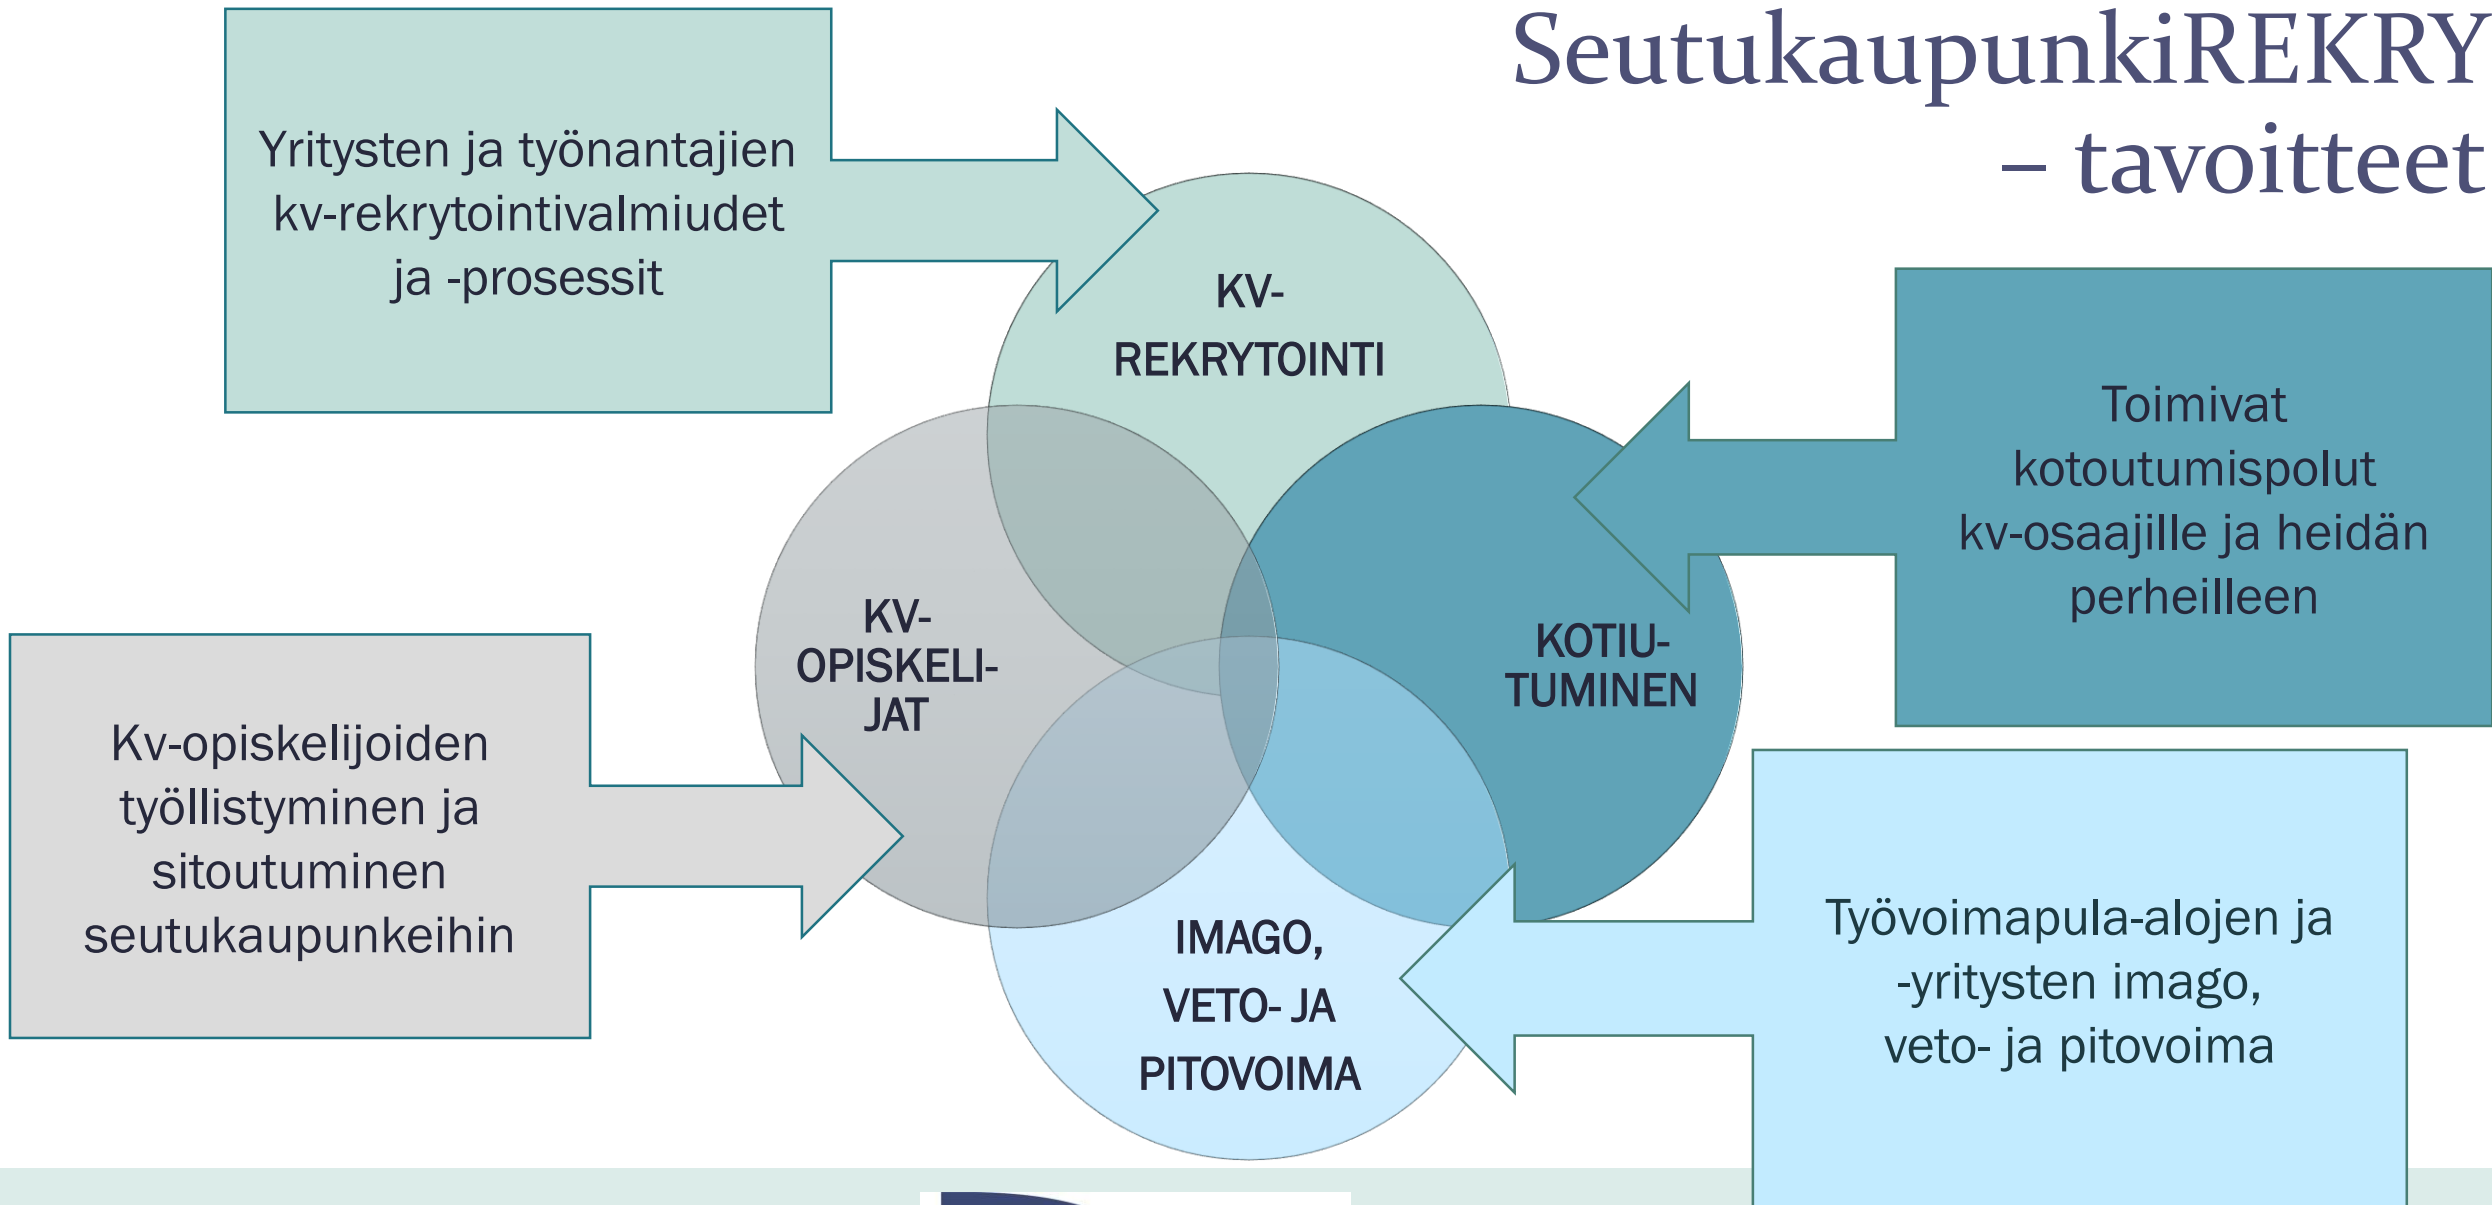 SeutukaupunkiREKRY
– tavoitteet
Yritysten ja työnantajien
kv-rekrytointivalmiudet
ja -prosessit
KV-
REKRYTOINTI
Toimivat
kotoutumispolut
kv-osaajille ja heidän
perheilleen
KV-
OPISKELI-
JAT
KOTIU-
TUMINEN
Kv-opiskelijoiden
työllistyminen ja
sitoutuminen
seutukaupunkeihin
IMAGO,
VETO- JA
PITOVOIMA
Työvoimapula-alojen ja
-yritysten imago,
veto- ja pitovoima